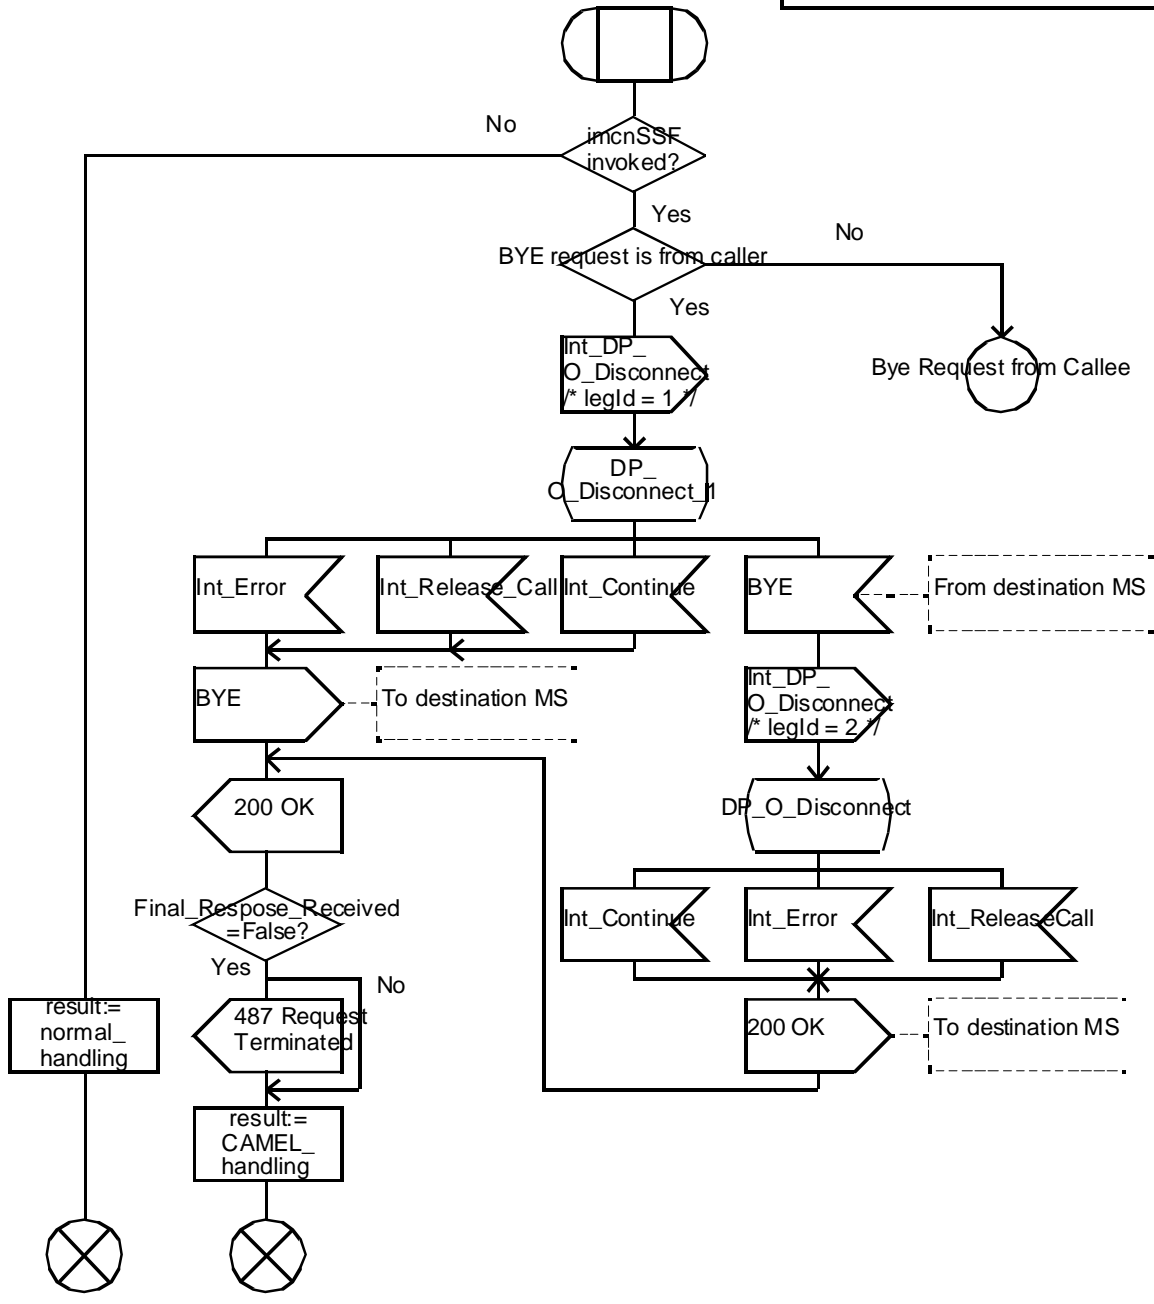 No
imcnSSF
invoked?
Yes
BYE request is from caller
No
Yes
Int_DP_
O_Disconnect
/* legId = 1 */
Bye Request from Callee
DP_
O_Disconnect_1
Int_Error
Int_Release_Call
Int_Continue
BYE
From destination MS
BYE
To destination MS
Int_DP_
O_Disconnect
/* legId = 2 */
200 OK
DP_O_Disconnect
Final_Respose_Received
=False?
Int_Continue
Int_Error
Int_ReleaseCall
Yes
No
result:=
normal_
handling
487 Request
Terminated
200 OK
To destination MS
result:=
CAMEL_
handling